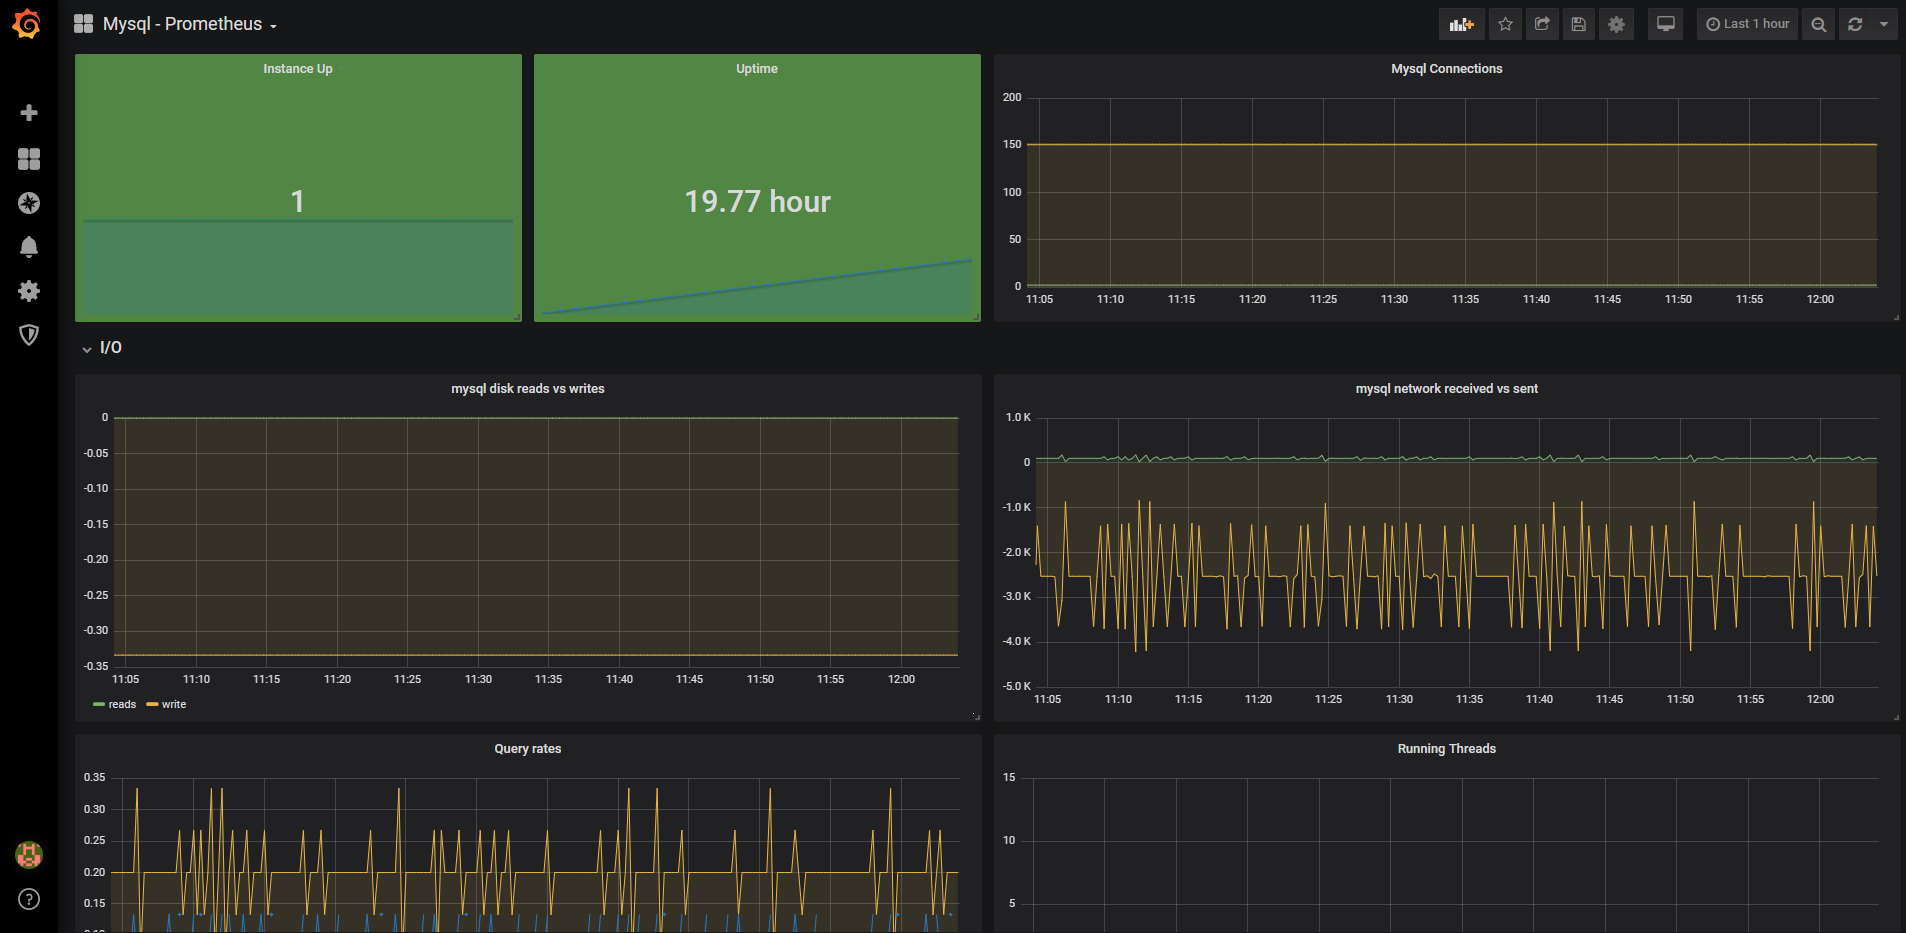 Mysql - Prometheus
Last 1 hour
Instance Up
1
Uptime
19.77 hour
Mysql Connections
200
150
100
50
0
11:05 11:10 11:15 11:20 11:25 11:30 11:35 11:40 11:45 11:50 11:55 12:00
I/O
mysql disk reads vs writes
0
-0.05
-0.10
-0.15
-0.20
-0.25
-0.30
-0.35
11:05 11:10 11:15 11:20 11:25 11:30 11:35 11:40 11:45 11:50 11:55 12:00
reads write
mysql network received vs sent
1.0 K
0
-1.0 K
-2.0 K
-3.0 K
-4.0 K
-5.0 K
11:05 11:10 11:15 11:20 11:25 11:30 11:35 11:40 11:45 11:50 11:55 12:00
Query rates
0.35
0.30
0.25
0.20
0.15
0.10
Running Threads
15
10
5
?